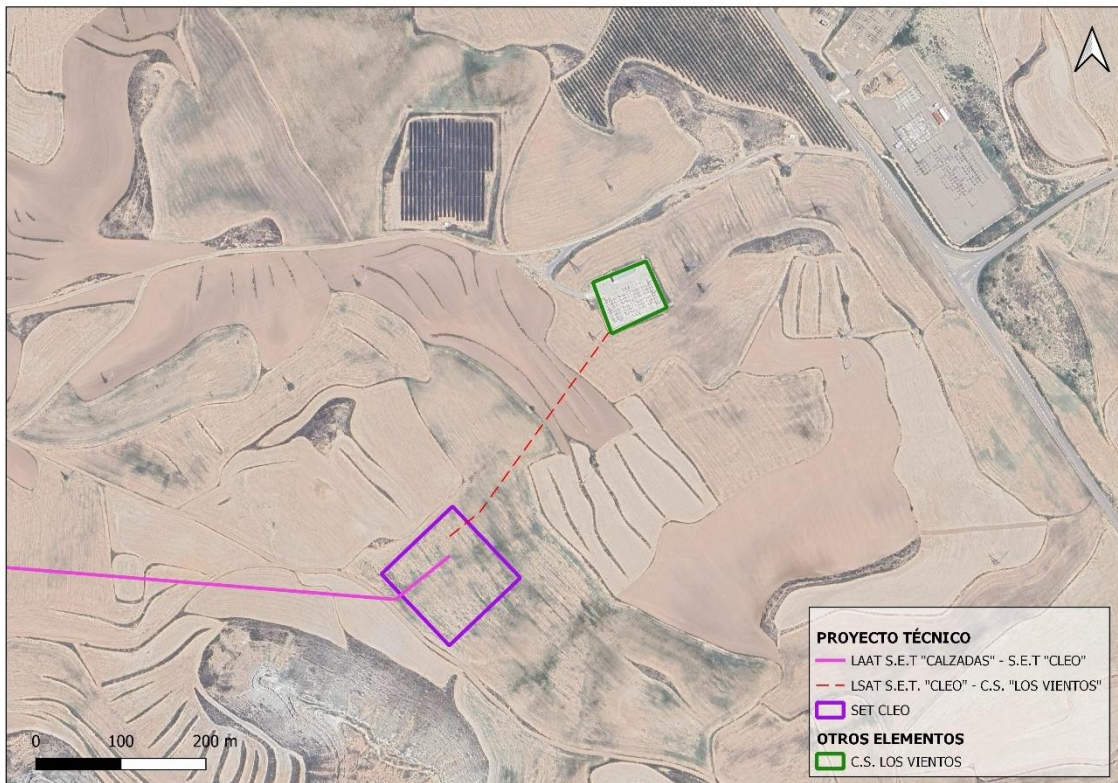 PROYECTO TÉCNICO
LAAT S.E.T "CALZADAS" - S.E.T "CLEO"
LSAT S.E.T. "CLEO" - C.S. "LOS VIENTOS"
SET CLEO
OTROS ELEMENTOS
C.S. LOS VIENTOS
0 100 200 m